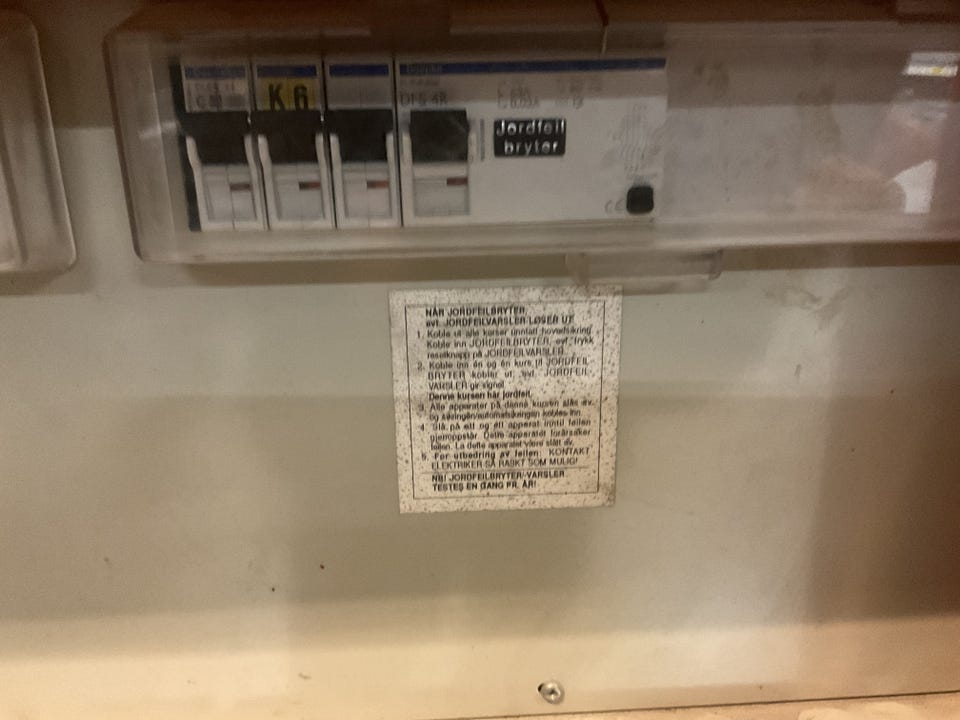 K 6
DFS 4R
Jordfeil
bryter
NÅR JORDFEILBRYTER,
evt. JORDFEILVARSLER LØSER UT
1. Koble ut alle kurser unntatt hovedsikring.
Koble inn JORDFEILBRYTER, evt. trykk
resetknapp på JORDFEILVARSLER.
2. Koble inn én og én kurs til JORDFEIL-
BRYTER kobler ut, evt. JORDFEIL-
VARSLER gir signal.
Denne kursen har jordfeil.
3. Alle apparater på denne kursen slås av
og sikringen/automatsikringen kobles inn.
4. Slå på ett og ett apparat inntil feilen
gjenoppstår. Dette apparatet forårsaker
feilen. La dette apparatet være slått av.
5. For utbedring av feilen: KONTAKT
ELEKTRIKER SÅ RASKT SOM MULIG!
NB! JORDFEILBRYTER/-VARSLER
TESTES EN GANG PR. ÅR!